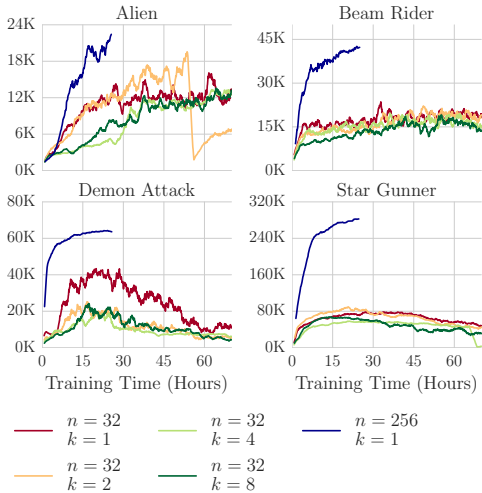 Alien
Beam Rider
24K
18K
12K
6K
0K
45K
30K
15K
0K
Demon Attack
Star Gunner
80K
60K
40K
20K
0K
320K
240K
160K
80K
0K
0 15 30 45 60
0 15 30 45 60
Training Time (Hours)
Training Time (Hours)
n = 32
k = 1
n = 32
k = 4
n = 256
k = 1
n = 32
k = 2
n = 32
k = 8